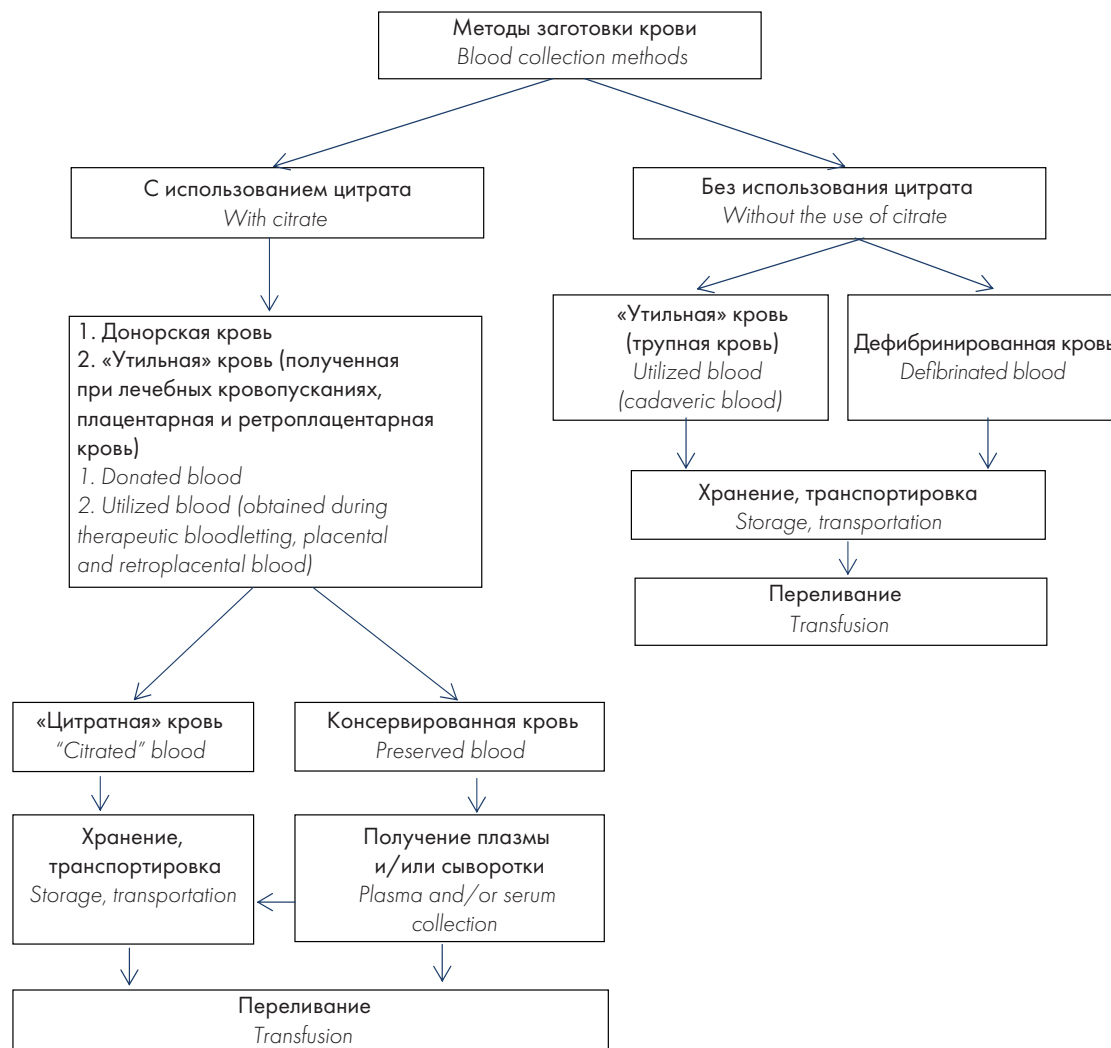 Методы заготовки крови
Blood collection methods
С использованием цитрата
With citrate
Без использования цитрата
Without the use of citrate
1. Донорская кровь
2. «Утильная» кровь (полученная
при лечебных кровопусканиях,
плацентарная и ретроплацентарная
кровь)
1. Donated blood
2. Utilized blood (obtained during
therapeutic bloodletting, placental
and retroplacental blood)
«Утильная» кровь
(трупная кровь)
Utilized blood
(cadaveric blood)
Дефибринированная кровь
Defibrinated blood
Хранение, транспортировка
Storage, transportation
Переливание
Transfusion
«Цитратная» кровь
“Citrated” blood
Консервированная кровь
Preserved blood
Хранение,
транспортировка
Storage, transportation
Получение плазмы
и/или сыворотки
Plasma and/or serum
collection
Переливание
Transfusion